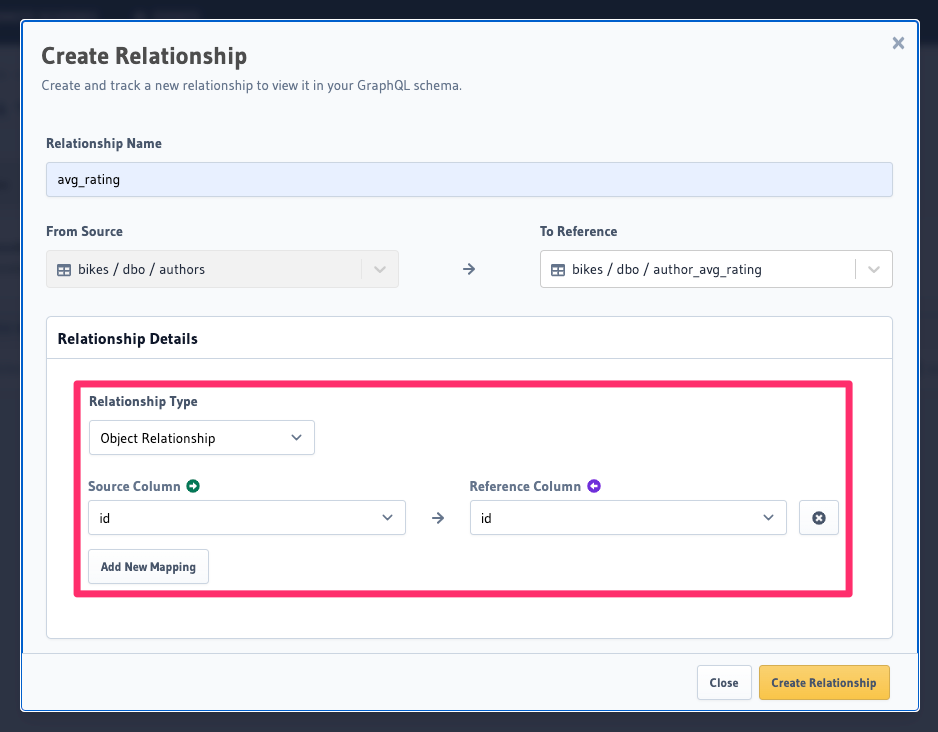 Create Relationship
Create and track a new relationship to view it in your GraphQL schema.
Relationship Name
avg_rating
From Source
To Reference
bikes / dbo / authors
bikes / dbo / author_avg_rating
Relationship Details
Relationship Type
Object Relationship
Source Column
Reference Column
id
id
Add New Mapping
Close
Create Relationship